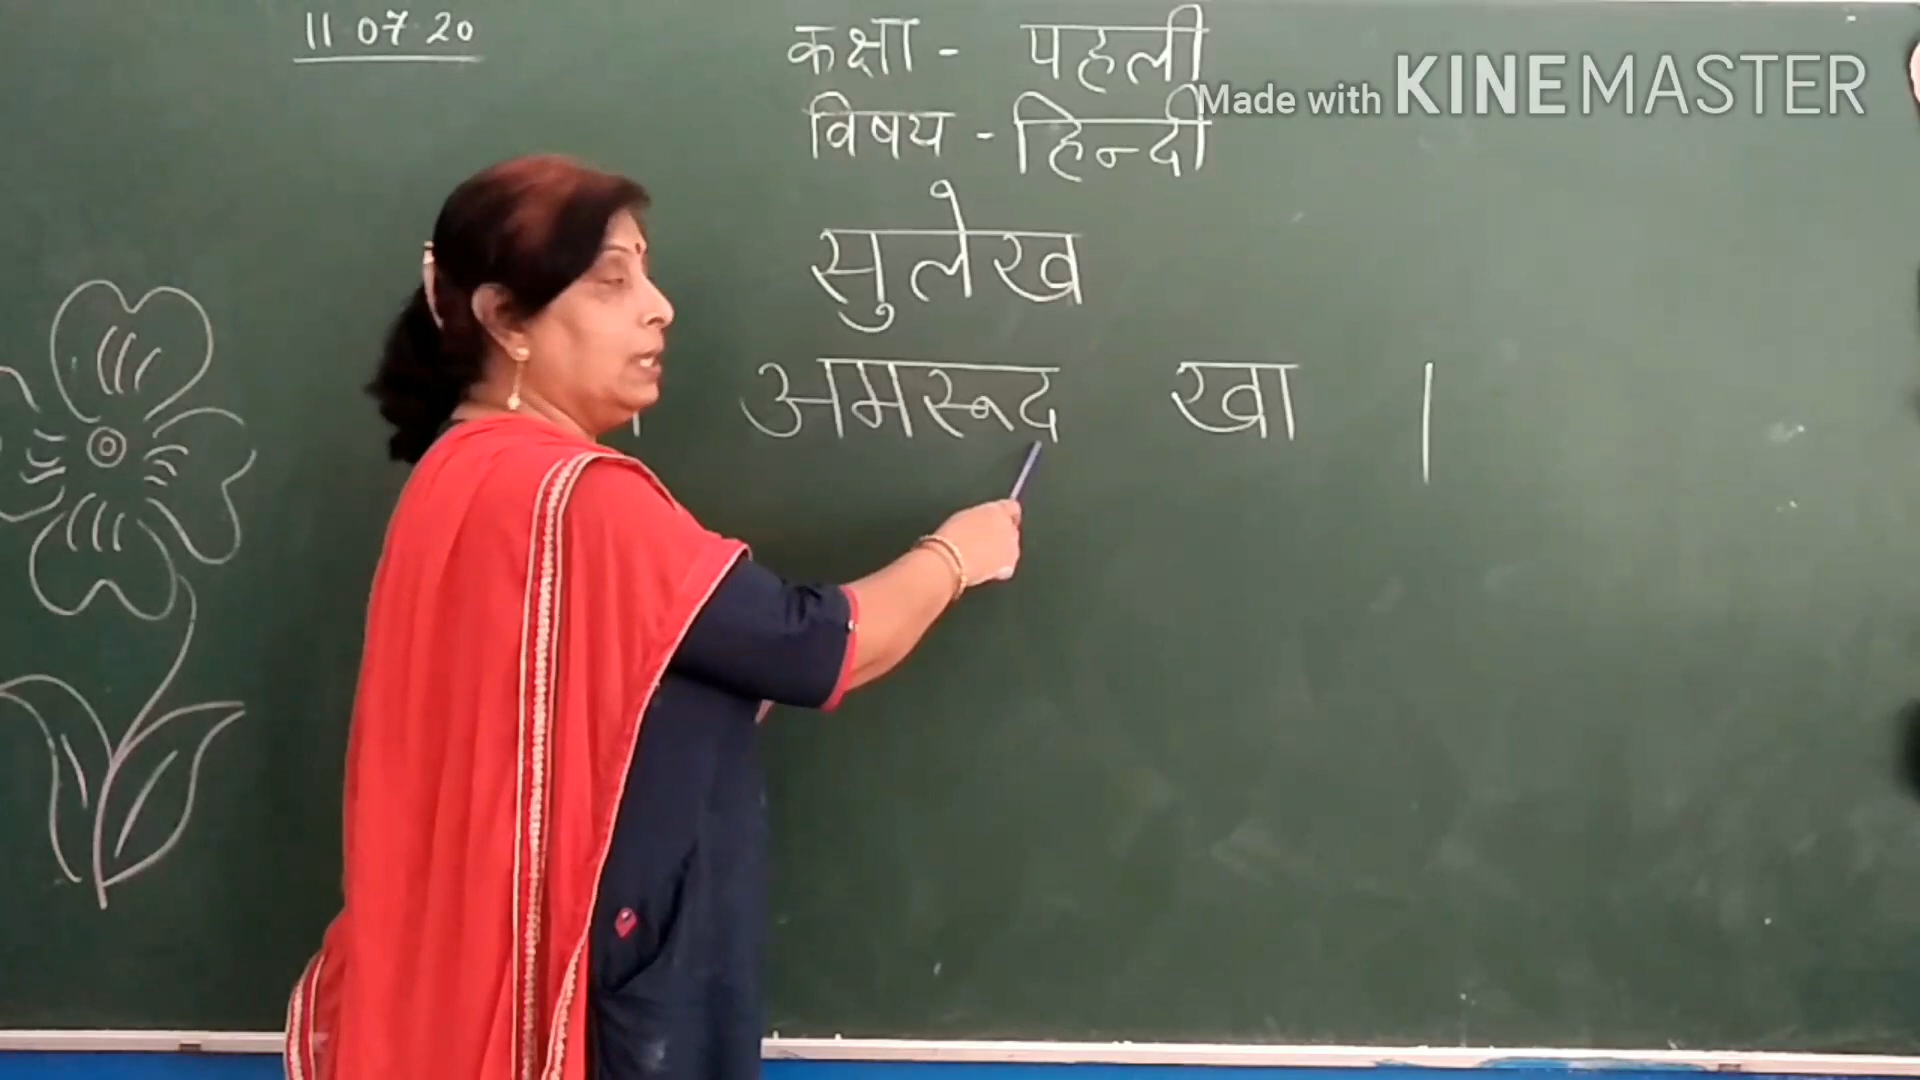 11 07 20
कक्षा - पहली
Made with KINEMASTER
विषय - हिन्दी
सुलेख
अमरूद खा ।